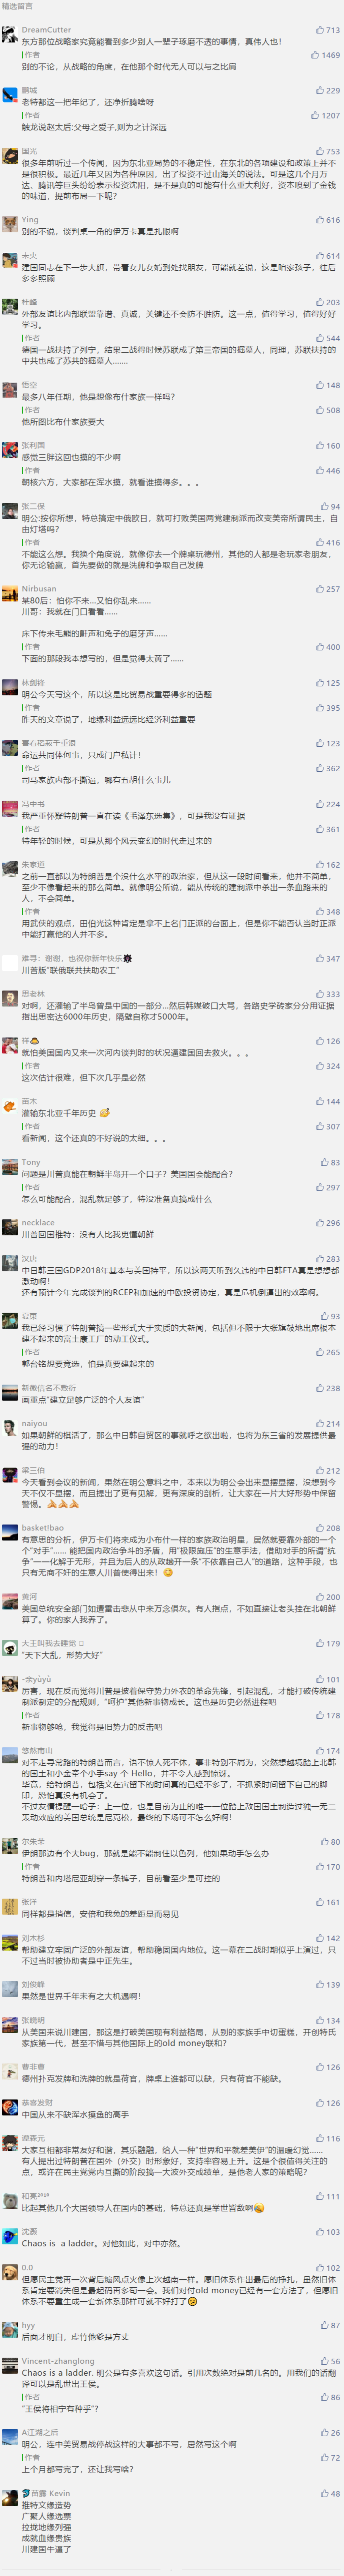 精选留言
DreamCutter
713
东方那位战略家究竟能看到多少别人一辈子琢磨不透的事情，真伟人也！
作者
1469
别的不论，从战略的角度，在他那个时代无人可以与之比肩
鹏城
229
老特都这一把年纪了，还净折腾啥呀
作者
1207
触龙说赵太后:父母之爱子,则为之计深远
国光
753
很多年前听过一个传闻，因为东北亚局势的不稳定性，在东北的各项建设和政策上并不
是很积极。最近几年又因为各种原因，出了投资不过山海关的说法。可是这几个月万
达、腾讯等巨头纷纷表示投资沈阳，是不是真的可能有什么重大利好，资本嗅到了金钱
的味道，提前布局一下呢？
Ying
616
别的不说，谈判桌一角的伊万卡真是扎眼啊
未央
614
建国同志在下一步大旗，带着女儿女婿到处找朋友，可能就差说，这是咱家孩子，往后
多多照顾
桂峰
203
外部友谊比内部联盟靠谱、真诚，关键还不会防不胜防。这一点，值得学习，值得好好
学习。
作者
544
德国一战扶持了列宁，结果二战得时候苏联成了第三帝国的掘墓人，同理，苏联扶持的
中共也成了苏共的掘墓人……
悟空
148
最多八年任期，他是想像布什家族一样吗？
作者
508
他所图比布什家族要大
张利国
160
感觉三胖这回也摸的不少啊
作者
446
朝核六方，大家都在浑水摸，就看谁摸得多。。。
张二保
94
明公:按你所想，特总搞定中俄欧日，就可打败美国两党建制派而改变美帝所谓民主，自
由灯塔吗？
作者
416
不能这么想。我换个角度说，就像你去一个牌桌玩德州，其他的人都是老玩家老朋友，
你无论输赢，首先要做的就是洗牌和争取自己发牌
Nirbusan
257
某80后：怕你不来...又怕你乱来……
川哥：我就在门口看看……
床下传来毛熊的鼾声和兔子的磨牙声……
作者
400
下面的那段我本想写的，但是觉得太黄了……
林剑锋
125
明公今天写这个，所以这是比贸易战重要得多的话题
作者
395
昨天的文章说了，地缘利益远远比经济利益重要
123
命运共同体何事，只成门户私计！
作者
362
司马家族内部不撕逼，哪有五胡什么事儿
冯中书
224
我严重怀疑特朗普一直在读《毛泽东选集》，可是我没有证据
作者
361
特年轻的时候，可是从那个风云变幻的时代走过来的
朱家道
162
之前一直都以为特朗普是个没什么水平的政治家，但从这一段时间看来，他并不简单，
至少不像看起来的那么简单。就像明公所说，能从传统的建制派中杀出一条血路来的
人，不会简单。
作者
348
用武侠的观点，田伯光这种肯定是拿不上名门正派的台面上，但是你不能否认当时正派
中能打赢他的人并不多。
难寻：谢谢，也祝你新年快乐
347
川普版“联俄联共扶助农工”
思老林
333
对啊，还灌输了半岛曾是中国的一部分...然后韩媒破口大骂，各路史学砖家分分用证据
指出思密达6000年历史，隔壁自称才5000年。
126
就怕美国国内又来一次河内谈判时的状况逼建国回去救火。。。
作者
324
这次估计很难，但下次几乎是必然
苗木
144
灌输东北亚千年历史
作者
307
看新闻，这个还真的不好说的太细。。。
Tony
83
问题是川普真能在朝鲜半岛开一个口子？美国国会能配合？
作者
297
怎么可能配合，混乱就足够了，特没准备真搞成什么
necklace
296
川普回国推特：没有人比我更懂朝鲜
汉唐
283
中日韩三国GDP2018年基本与美国持平，所以这两天听到久违的中日韩FTA真是想想都
激动啊！
还有预计今年完成谈判的RCEP和加速的中欧投资协定，真是危机倒逼出的效率啊。
夏東
93
我已经习惯了特朗普搞一些形式大于实质的大新闻，包括但不限于大张旗鼓地出席根本
建不起来的富士康工厂的动工仪式。
作者
265
郭台铭想要竞选，怕是真要建起来的
新微信名不敷衍
238
画重点“建立足够广泛的个人友谊”
naiyou
214
如果朝鲜的棋活了，那么中日韩自贸区的事就呼之欲出啦，也将为东三省的发展提供最
强的动力！
梁三伯
212
今天看到会议的新闻，果然在明公意料之中，本来以为明公会出来显摆显摆，没想到今
天不仅不显摆，而且提出了更有见解，更有深度的剖析，让大家在一片大好形势中保留
警惕。
basket!bao
208
有意思的分析，伊万卡们将来成为小布什一样的家族政治明星，居然就要靠外部的一个
个“对手”…… 能把国内政治争斗的矛盾，用“极限施压”的生意手法，借助对手的所谓“抗
争”一一化解于无形，并且为后人的从政趟开一条“不依靠自己人”的道路，这种手段，也
只有无商不奸的生意人川普使得出来！
黄河
200
美国总统安全部门如遭雷击悲从中来万念俱灰。有人指点，不如直接让老头挂在北朝鲜
算了。你的家人我养了。
大王叫我去睡觉
179
“天下大乱，形势大好”
-余yùyù
101
厉害，现在反而觉得川普是披着保守势力外衣的革命先锋，引起混乱，才能打破传统建
制派制定的分配规则，“呵护”其他新事物成长。这也是历史必然进程吧
作者
178
新事物够呛，我觉得是旧势力的反击吧
悠然南山
174
对不走寻常路的特朗普而言，语不惊人死不休，事非特别不屑为，突然想越境踏上北韩
的国土和小金牵个小手say 个 Hello，并不令人感到惊讶。
毕竟，给特朗普，包括文在寅留下的时间真的已经不多了，不抓紧时间留下自己的脚
印，恐怕真没有机会了。
不过友情提醒一哈子：上一位，也是目前为止的唯一一位踏上敌国国土制造过独一无二
轰动效应的美国总统是尼克松，最终的下场可不怎么好啊！
尔朱荣
80
伊朗那边有个大bug，那就是能不能制住以色列，他如果动手怎么办
作者
170
特朗普和内塔尼亚胡穿一条裤子，目前看至少是可控的
张洋
161
同样都是捎信，安倍和我兔的差距显而易见
刘木杉
142
帮助建立牢固广泛的外部友谊，帮助稳固国内地位。这一幕在二战时期似乎上演过，只
不过当时被协助者是中正先生。
刘俊峰
139
果然是世界千年未有之大机遇啊！
张晓明
134
从美国来说川建国，那这是打破美国现有利益格局，从别的家族手中切蛋糕，开创特氏
家族第一代，甚至不惜与其他国际上的old money联和?
曹非曹
126
德州扑克发牌和洗牌的就是荷官，牌桌上谁都可以缺，只有荷官不能缺。
恭喜发财
126
中国从来不缺浑水摸鱼的高手
谭森元
116
大家互相都非常友好和谐，其乐融融，给人一种“世界和平就差美伊”的温暖幻觉……
有人提出过特朗普在国外（外交）时形象好，支持率容易上升。这是个很值得关注的
点，或许在民主党党内互撕的阶段搞一大波外交成绩单，是他老人家的策略呢？
和亮²⁰¹⁹
111
比起其他几个大国领导人在国内的基础，特总还真是举世皆敌啊
沈灏
103
Chaos is  a ladder. 对他如此，对中亦然。
0.0
102
但愿民主党再一次背后煽风点火像上次越南一样。愿旧体系作出最后的挣扎，虽然旧体
系肯定要消失但是最起码再多苟一会。我们对付old money已经有一套方法了，但愿旧
体系不要重生成一套新体系那样可就不好打了
hyy
87
后面才明白，虚竹他爹是方丈
Vincent-zhanglong
56
Chaos is a ladder. 明公是有多喜欢这句话。引用次数绝对是前几名的。用我们的话翻
译可以是乱世出王侯。
作者
86
“王侯将相宁有种乎”？
A江湖之后
26
明公，连中美贸易战停战这样的大事都不写，居然写这个啊
作者
72
上个月都写完了，还让我写啥？
茴露 Kevin
48
推特文缘造势
广聚人缘选票
拉拢地缘列强
成就血缘贵族
川建国牛逼了